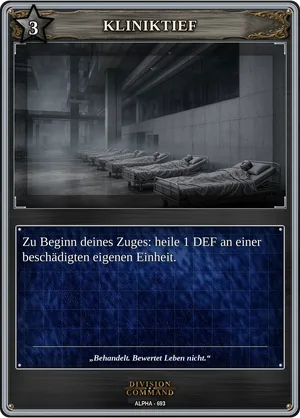 3
KLINIKTIEF
Zu Beginn deines Zuges: heile 1 DEF an einer
beschädigten eigenen Einheit.
„Behandelt. Bewertet Leben nicht.“
DIVISION
COMMAND
ALPHA - 693